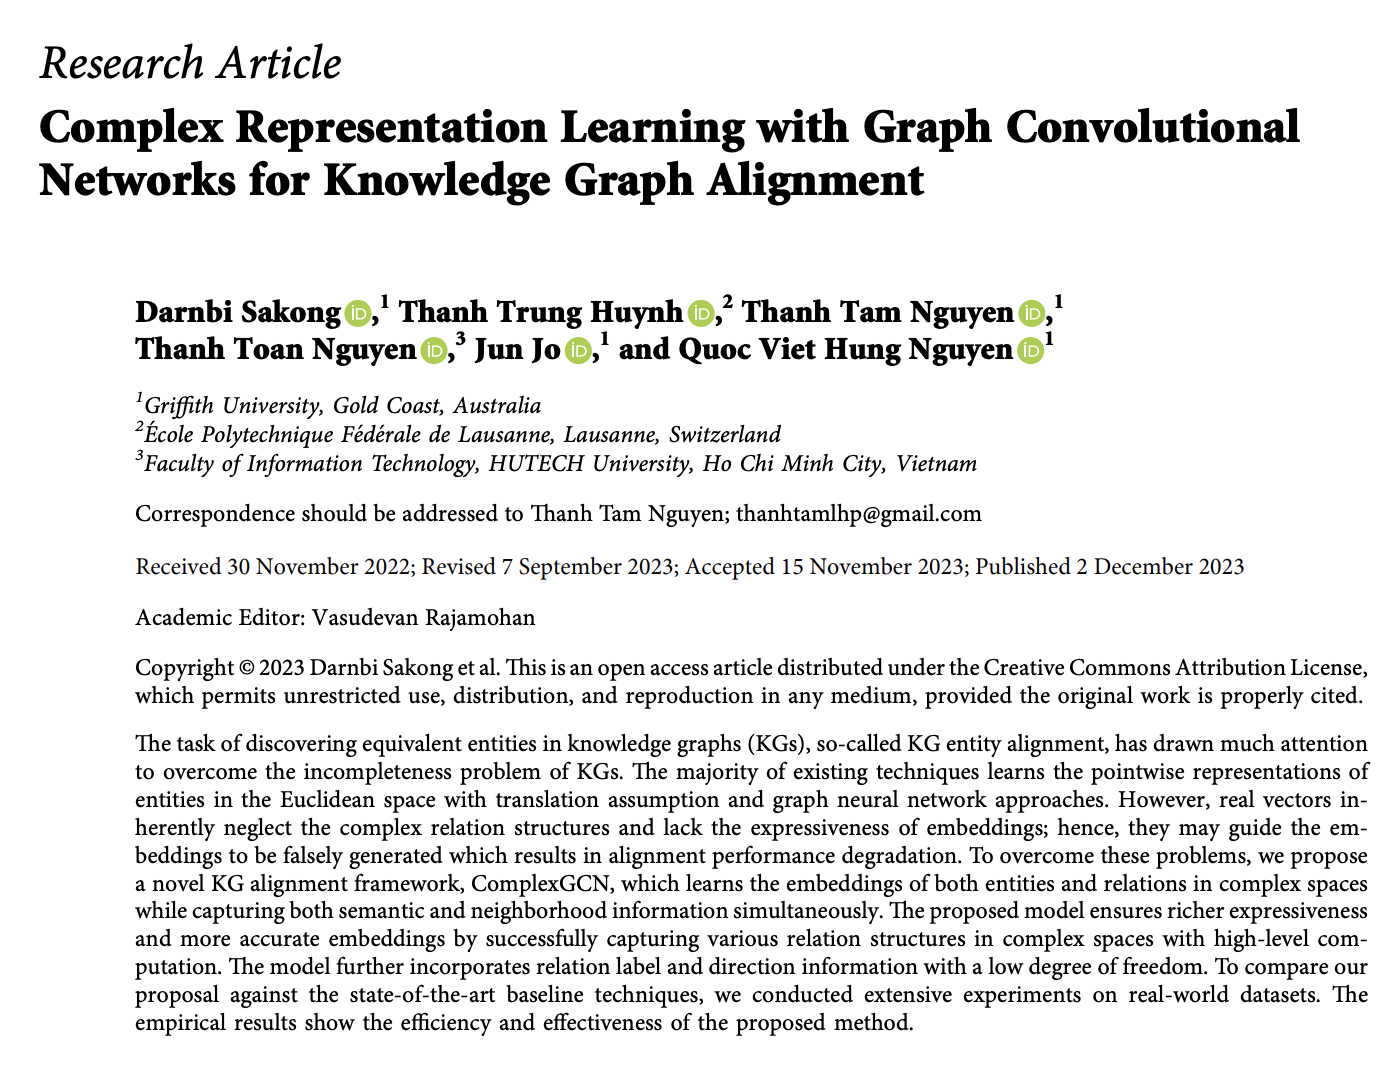 Research Article
Complex Representation Learning with Graph Convolutional
Networks for Knowledge Graph Alignment
Darnbi Sakong iD,1 Thanh Trung Huynh iD,2 Thanh Tam Nguyen iD,1
Thanh Toan Nguyen iD,3 Jun Jo iD,1 and Quoc Viet Hung Nguyen iD1
1Griffith University, Gold Coast, Australia
2École Polytechnique Fédérale de Lausanne, Lausanne, Switzerland
3Faculty of Information Technology, HUTECH University, Ho Chi Minh City, Vietnam
Correspondence should be addressed to Thanh Tam Nguyen; thanhtamlhp@gmail.com
Received 30 November 2022; Revised 7 September 2023; Accepted 15 November 2023; Published 2 December 2023
Academic Editor: Vasudevan Rajamohan
Copyright © 2023 Darnbi Sakong et al. This is an open access article distributed under the Creative Commons Attribution License,
which permits unrestricted use, distribution, and reproduction in any medium, provided the original work is properly cited.
The task of discovering equivalent entities in knowledge graphs (KGs), so-called KG entity alignment, has drawn much attention
to overcome the incompleteness problem of KGs. The majority of existing techniques learns the pointwise representations of
entities in the Euclidean space with translation assumption and graph neural network approaches. However, real vectors in-
herently neglect the complex relation structures and lack the expressiveness of embeddings; hence, they may guide the em-
beddings to be falsely generated which results in alignment performance degradation. To overcome these problems, we propose
a novel KG alignment framework, ComplexGCN, which learns the embeddings of both entities and relations in complex spaces
while capturing both semantic and neighborhood information simultaneously. The proposed model ensures richer expressiveness
and more accurate embeddings by successfully capturing various relation structures in complex spaces with high-level com-
putation. The model further incorporates relation label and direction information with a low degree of freedom. To compare our
proposal against the state-of-the-art baseline techniques, we conducted extensive experiments on real-world datasets. The
empirical results show the efficiency and effectiveness of the proposed method.